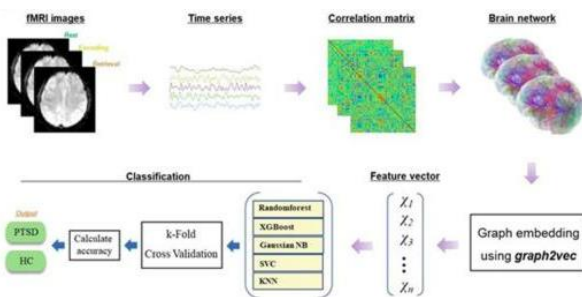 fMRI images
Time series
Correlation matrix
Brain network
Rest
Encoding
Retrieval
Classification
Feature vector
Output
PTSD
HC
Calculate
accuracy
k-Fold
Cross Validation
Randomforest
XGBoost
Gaussian NB
SVC
KNN
χ1
χ2
χ3
⋮
χn
Graph embedding
using graph2vec